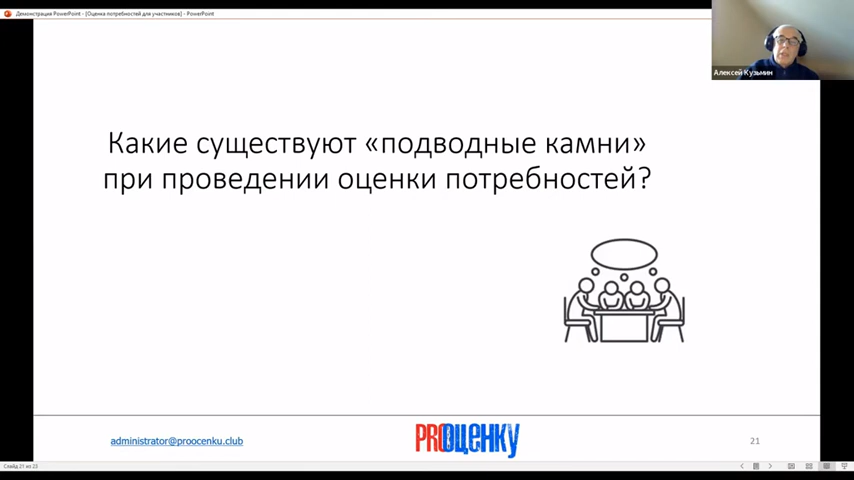 Демонстрация PowerPoint - [Оценка потребностей для участников] - PowerPoint
Алексей Кузьмин
Какие существуют «подводные камни»
при проведении оценки потребностей?
administrator@proocenku.club
PROОЦЕНКУ
21
Слайд 21 из 23